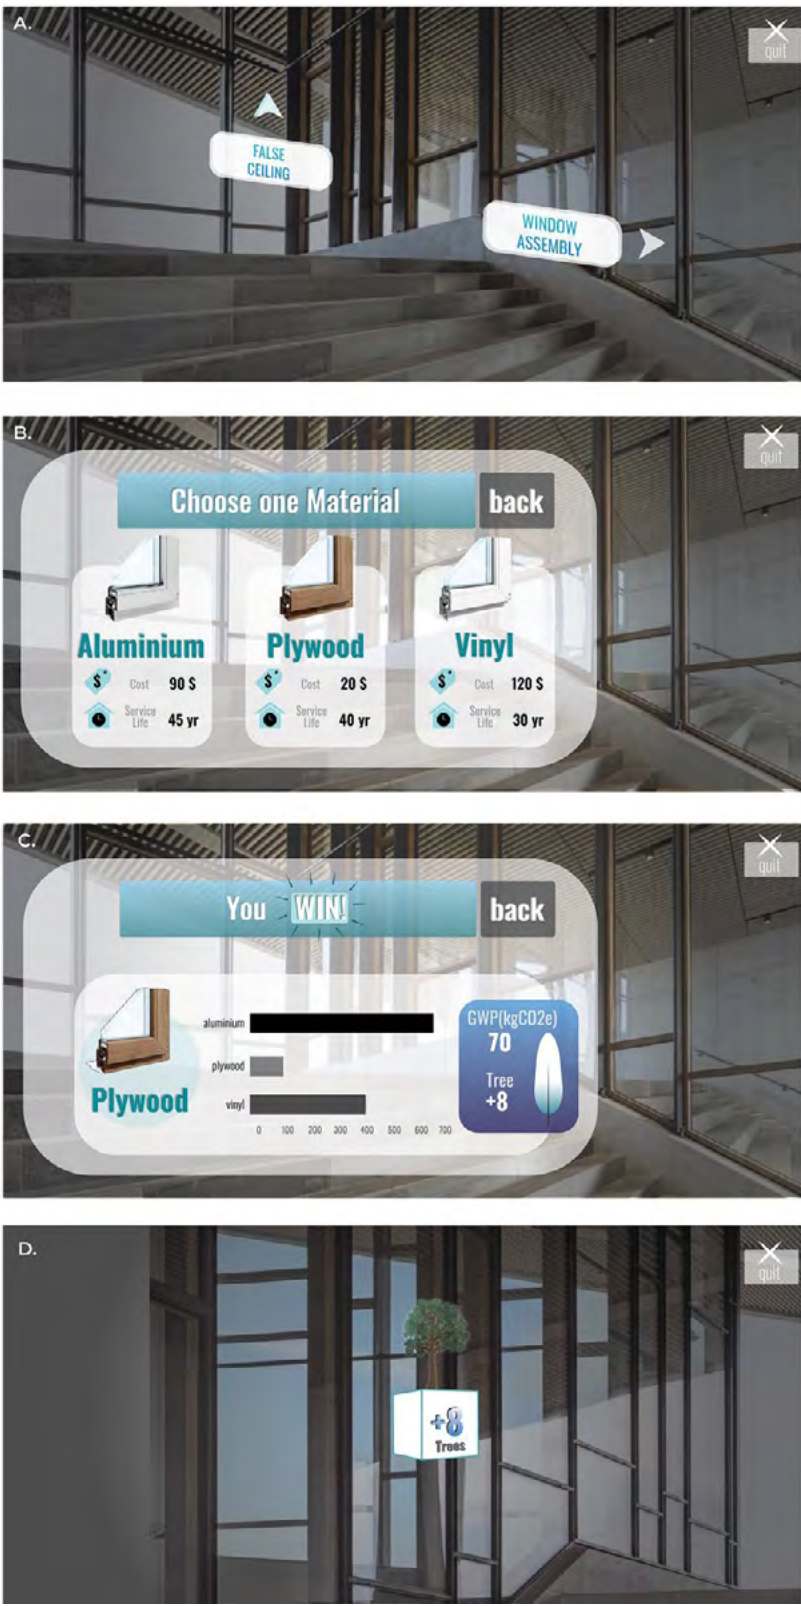 A.
quit
FALSE
CEILING
WINDOW
ASSEMBLY
B.
quit
Choose one Material
back
Aluminium
Plywood
Vinyl
$ Cost 90 $
$ Cost 20 $
$ Cost 120 $
Service
Life 45 yr
Service
Life 40 yr
Service
Life 30 yr
C.
quit
You WIN!
back
Plywood
aluminium
plywood
vinyl
0 100 200 300 400 500 600 700
GWP(kgCO2e)
70
Tree
+8
D.
quit
+8
Trees